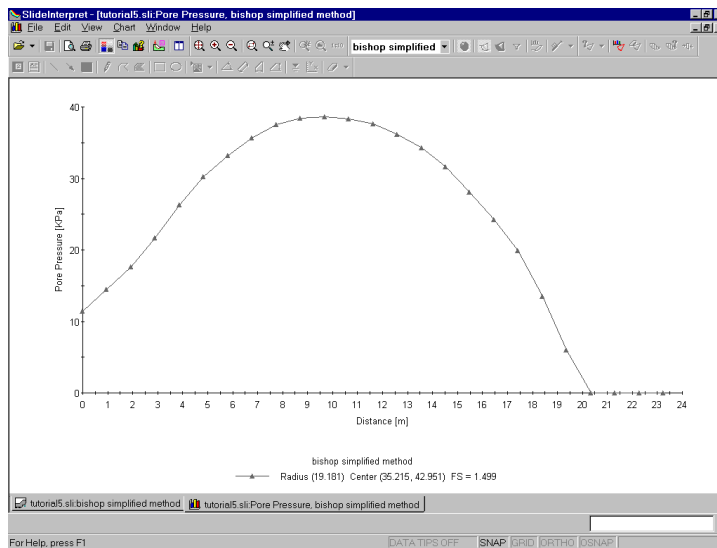 SlideInterpret - [tutorial5.sli:Pore Pressure, bishop simplified method]
File Edit View Chart Window Help
bishop simplified
40
30
20
10
0
Pore Pressure [KPa]
0 1 2 3 4 5 6 7 8 9 10 11 12 13 14 15 16 17 18 19 20 21 22 23 24
Distance [m]
bishop simplified method
Radius (19.181) Center (35.215, 42.951) FS = 1.499
tutorial5.sli:bishop simplified method
tutorial5.sli:Pore Pressure, bishop simplified method
For Help, press F1
DATA TIPS OFF SNAP GRID ORTHO OSNAP